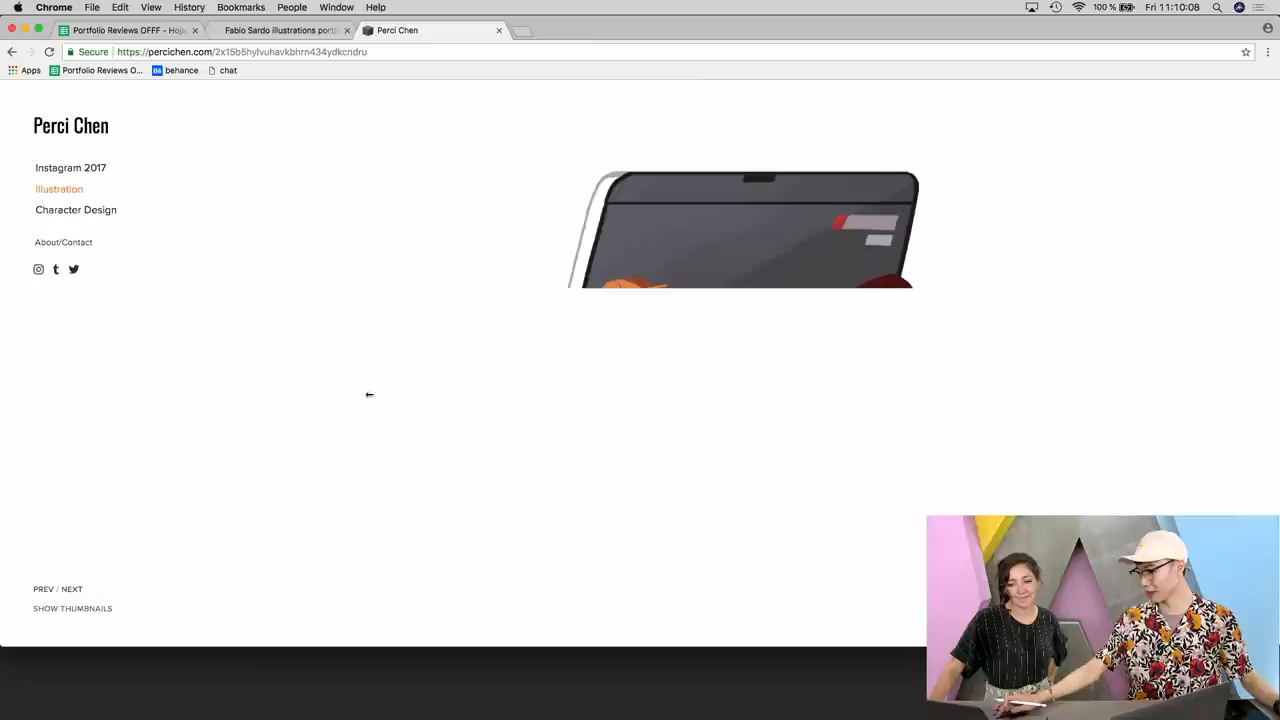 Chrome File Edit View History Bookmarks People Window Help 100 % Fri 11:10:08
Portfolio Reviews OFFF - Hoja
Fabio Sardo illustrations port
Perci Chen
Secure https://percichen.com/2x15b5hylvuhavkbhrn434ydkcndru
Apps Portfolio Reviews O... Bē behance chat
Perci Chen
Instagram 2017
Illustration
Character Design
About/Contact
PREV / NEXT
SHOW THUMBNAILS